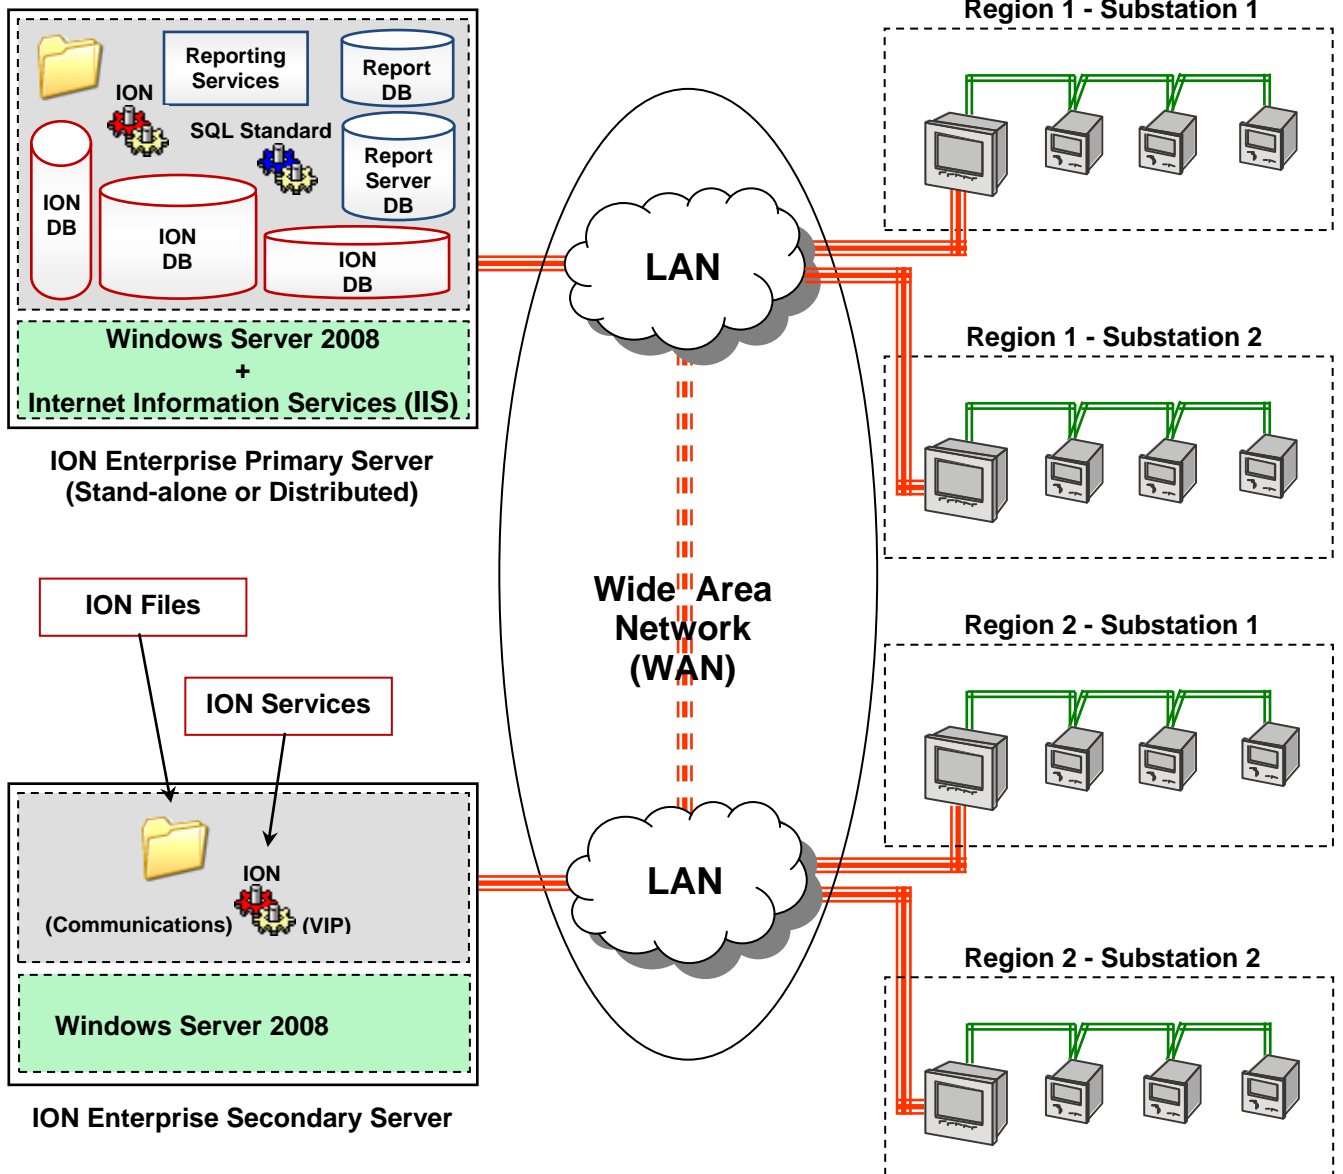 Region 1 - Substation 1
Reporting
Services
Report
DB
ION
SQL Standard
Report
Server
DB
ION
DB
ION
DB
ION
DB
LAN
Windows Server 2008
+
Internet Information Services (IIS)
ION Enterprise Primary Server
(Stand-alone or Distributed)
Region 1 - Substation 2
ION Files
ION Services
Wide Area
Network
(WAN)
Region 2 - Substation 1
ION
(Communications)
(VIP)
LAN
Windows Server 2008
ION Enterprise Secondary Server
Region 2 - Substation 2